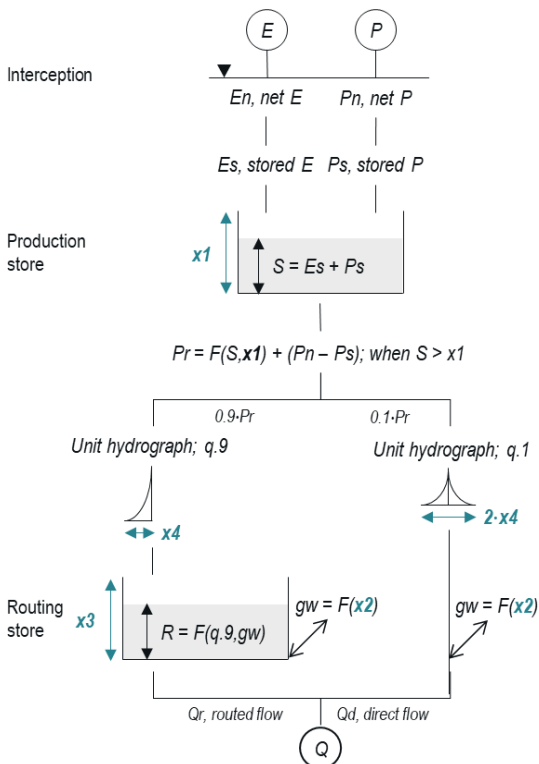 E P
Interception
En, net E Pn, net P
Es, stored E Ps, stored P
Production
store
x1
S = Es + Ps
Pr = F(S,x1) + (Pn – Ps); when S > x1
0.9·Pr 0.1·Pr
Unit hydrograph; q.9 Unit hydrograph; q.1
x4 2·x4
Routing
store
x3
R = F(q.9,gw)
gw = F(x2) gw = F(x2)
Qr, routed flow Qd, direct flow
Q